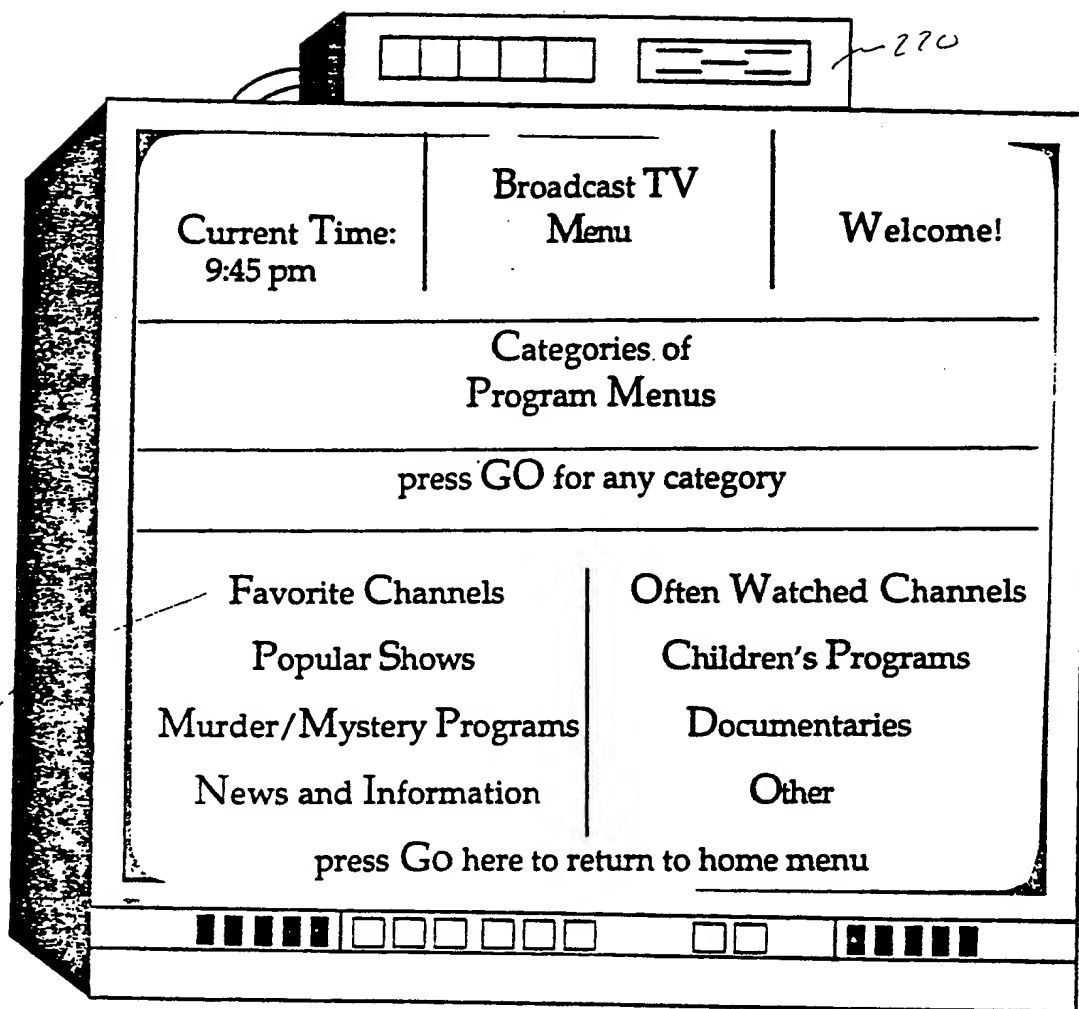 220
Broadcast TV
Menu
Current Time:
9:45 pm
Welcome!
Categories of
Program Menus
press GO for any category
Favorite Channels
Often Watched Channels
Popular Shows
Children's Programs
Murder/Mystery Programs
Documentaries
News and Information
Other
press Go here to return to home menu